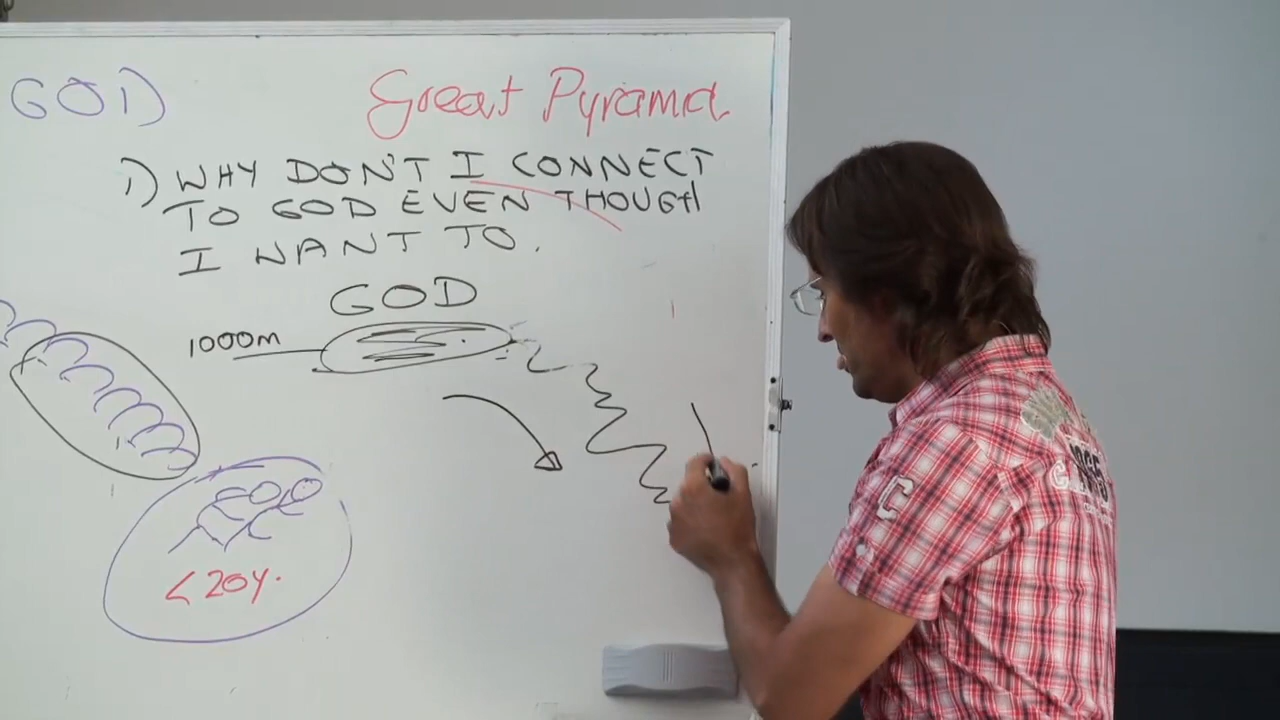 GOD
Great Pyramid
1) WHY DON'T I CONNECT
TO GOD EVEN THOUGH
I WANT TO.
GOD
1000m
< 20y.
C